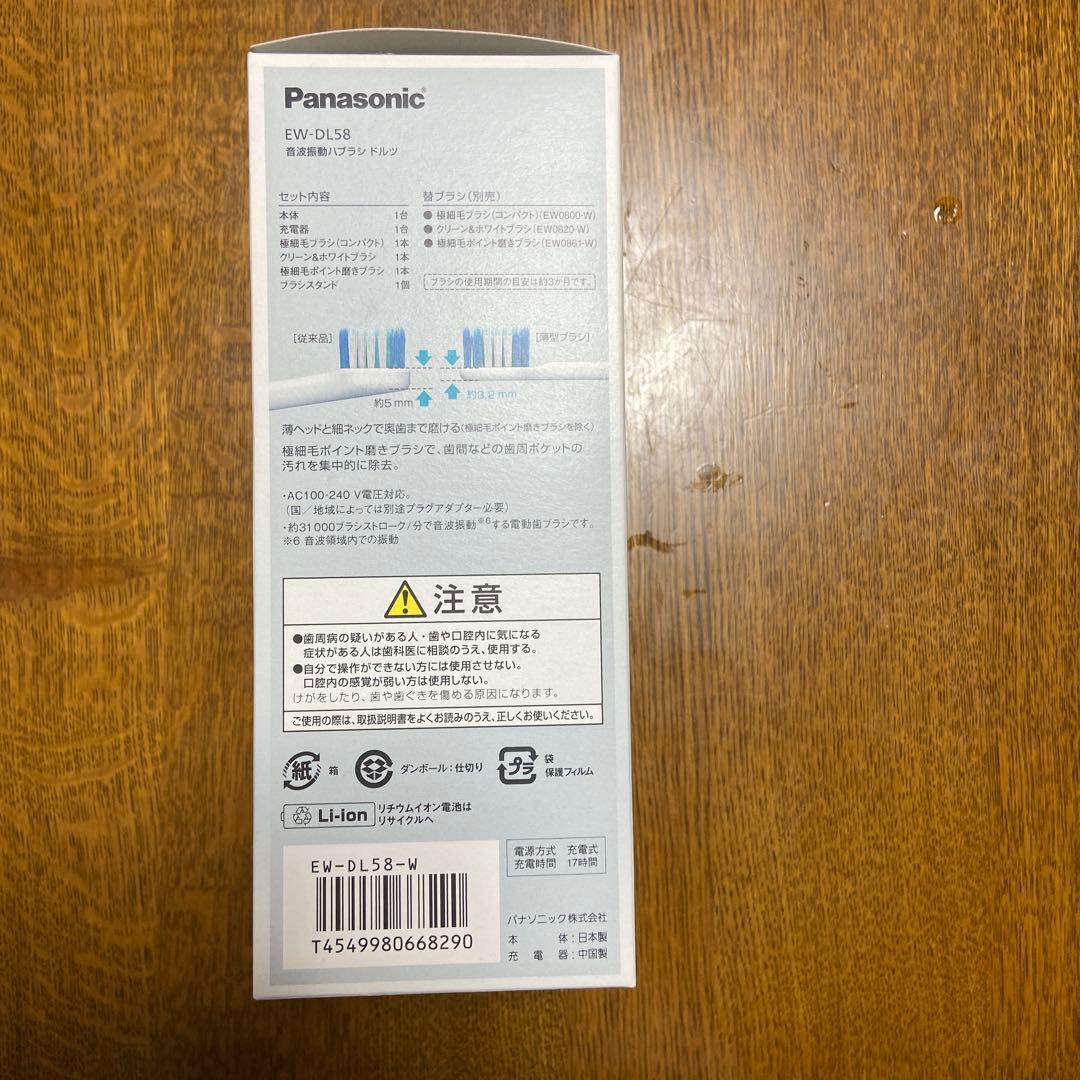 Panasonic
EW-DL58
音波振動ハブラシ ドルツ
セット内容
本体 1台
充電器 1台
極細毛ブラシ(コンパクト) 1本
クリーン&ホワイトブラシ 1本
極細毛ポイント磨きブラシ 1本
ブラシスタンド 1個
替ブラシ(別売)
● 極細毛ブラシ(コンパクト)(EW0800-W)
● クリーン&ホワイトブラシ(EW0820-W)
● 極細毛ポイント磨きブラシ(EW0861-W)
ブラシの使用期間の目安は約3か月です。
[従来品]
[薄型ブラシ]
約5mm
約3.2mm
薄ヘッドと細ネックで奥歯まで磨ける(極細毛ポイント磨きブラシを除く)
極細毛ポイント磨きブラシで、歯間などの歯周ポケットの
汚れを集中的に除去。
・AC100-240 V電圧対応。
(国/地域によっては別途プラグアダプター必要)
・約31000ブラシストローク/分で音波振動※6する電動歯ブラシです。
※6 音波領域内での振動
注意
●歯周病の疑いがある人・歯や口腔内に気になる
症状がある人は歯科医に相談のうえ、使用する。
●自分で操作ができない方には使用させない。
口腔内の感覚が弱い方は使用しない。
けがをしたり、歯や歯ぐきを傷める原因になります。
ご使用の際は、取扱説明書をよくお読みのうえ、正しくお使いください。
紙 箱
ダンボール:仕切り
プラ 袋
保護フィルム
Li-ion リチウムイオン電池は
リサイクルへ
EW-DL58-W
T4549980668290
電源方式 充電式
充電時間 17時間
パナソニック株式会社
本体:日本製
充電器:中国製